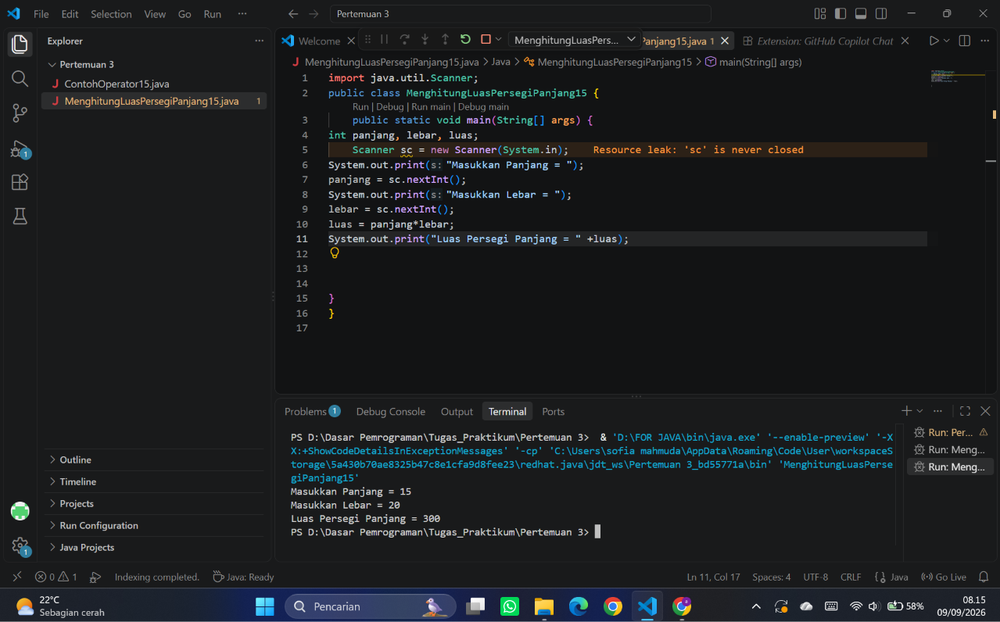 File Edit Selection View Go Run ··· Pertemuan 3
Explorer ···
Pertemuan 3
ContohOperator15.java
MenghitungLuasPersegiPanjang15.java 1
Outline
Timeline
Projects
Run Configuration
Java Projects
Welcome MenghitungLuasPers... Panjang15.java 1 Extension: GitHub Copilot Chat
MenghitungLuasPersegiPanjang15.java > Java > MenghitungLuasPersegiPanjang15 > main(String[] args)
1 import java.util.Scanner;
2 public class MenghitungLuasPersegiPanjang15 {
Run | Debug | Run main | Debug main
3 public static void main(String[] args) {
4 int panjang, lebar, luas;
5 Scanner sc = new Scanner(System.in); Resource leak: 'sc' is never closed
6 System.out.print(s: "Masukkan Panjang = ");
7 panjang = sc.nextInt();
8 System.out.print(s: "Masukkan Lebar = ");
9 lebar = sc.nextInt();
10 luas = panjang*lebar;
11 System.out.print("Luas Persegi Panjang = " +luas);
12
13
14
15 }
16 }
17
Problems 1 Debug Console Output Terminal Ports
PS D:\Dasar Pemrograman\Tugas_Praktikum\Pertemuan 3> & 'D:\FOR JAVA\bin\java.exe' '--enable-preview' '-X
X:+ShowCodeDetailsInExceptionMessages' '-cp' 'C:\Users\sofia mahmuda\AppData\Roaming\Code\User\workspaceS
torage\5a430b70ae8325b47c8e1cfa9d8fee23\redhat.java\jdt_ws\Pertemuan 3_bd55771a\bin' 'MenghitungLuasPerse
giPanjang15'
Masukkan Panjang = 15
Masukkan Lebar = 20
Luas Persegi Panjang = 300
PS D:\Dasar Pemrograman\Tugas_Praktikum\Pertemuan 3>
Run: Per...
Run: Meng...
Run: Meng...
1
1
0 1 Indexing completed. Java: Ready Ln 11, Col 17 Spaces: 4 UTF-8 CRLF Java Go Live
22°C
Sebagian cerah
Pencarian
58%
08.15
09/09/2026